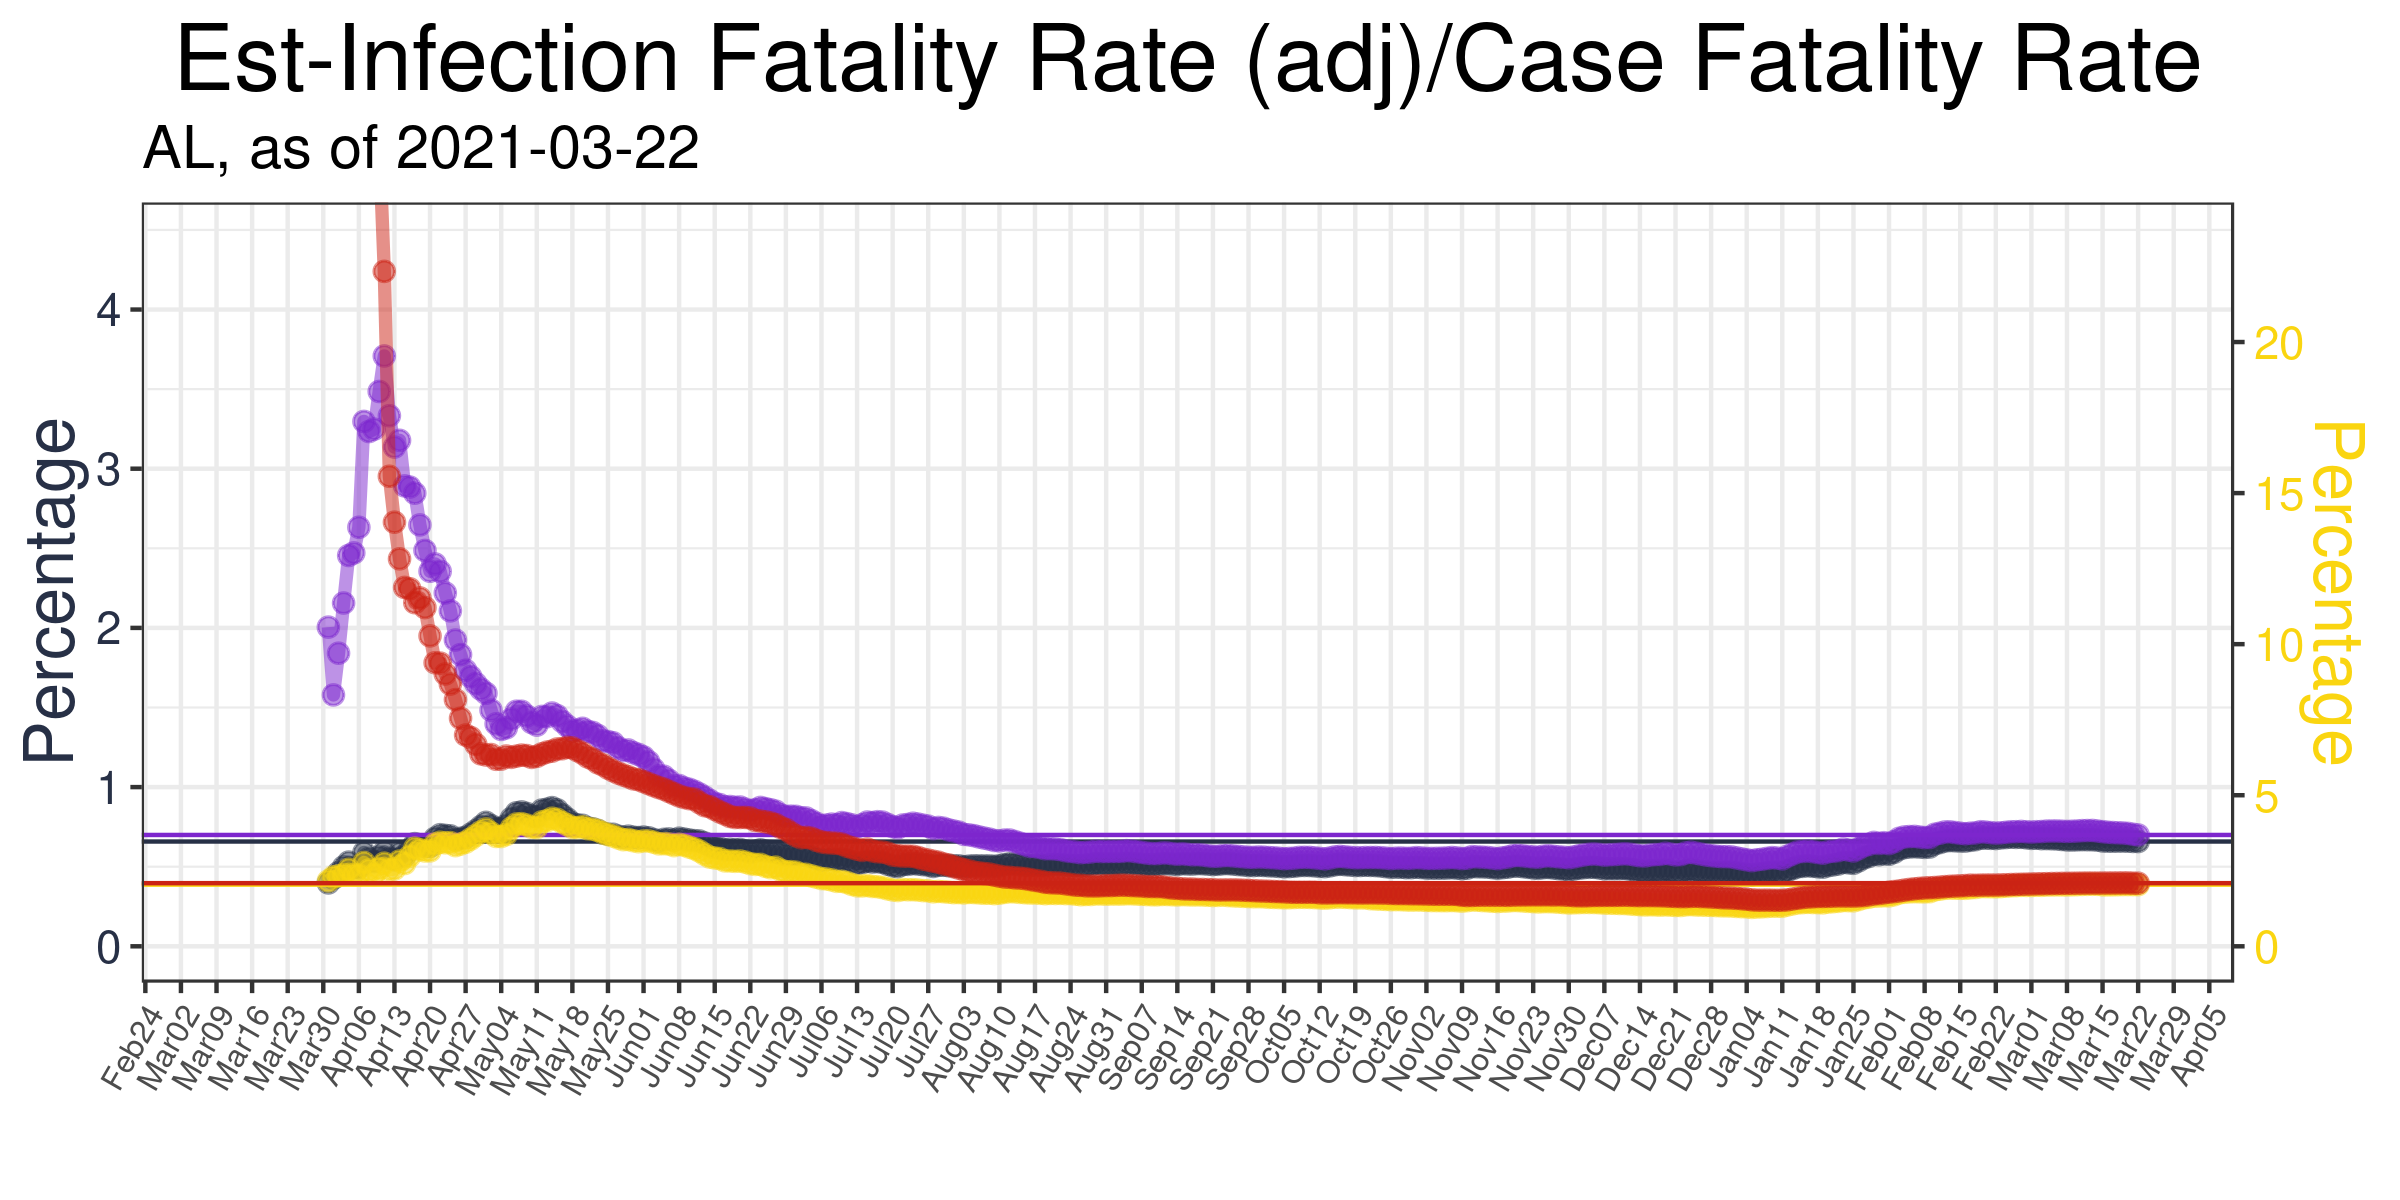 Est-Infection Fatality Rate (adj)/Case Fatality Rate
AL, as of 2021-03-22
Percentage
4
3
2
1
0
20
15
10
5
0
Percentage
Feb24
Mar02
Mar09
Mar16
Mar23
Mar30
Apr06
Apr13
Apr20
Apr27
May04
May11
May18
May25
Jun01
Jun08
Jun15
Jun22
Jun29
Jul06
Jul13
Jul20
Jul27
Aug03
Aug10
Aug17
Aug24
Aug31
Sep07
Sep14
Sep21
Sep28
Oct05
Oct12
Oct19
Oct26
Nov02
Nov09
Nov16
Nov23
Nov30
Dec07
Dec14
Dec21
Dec28
Jan04
Jan11
Jan18
Jan25
Feb01
Feb08
Feb15
Feb22
Mar01
Mar08
Mar15
Mar22
Mar29
Apr05